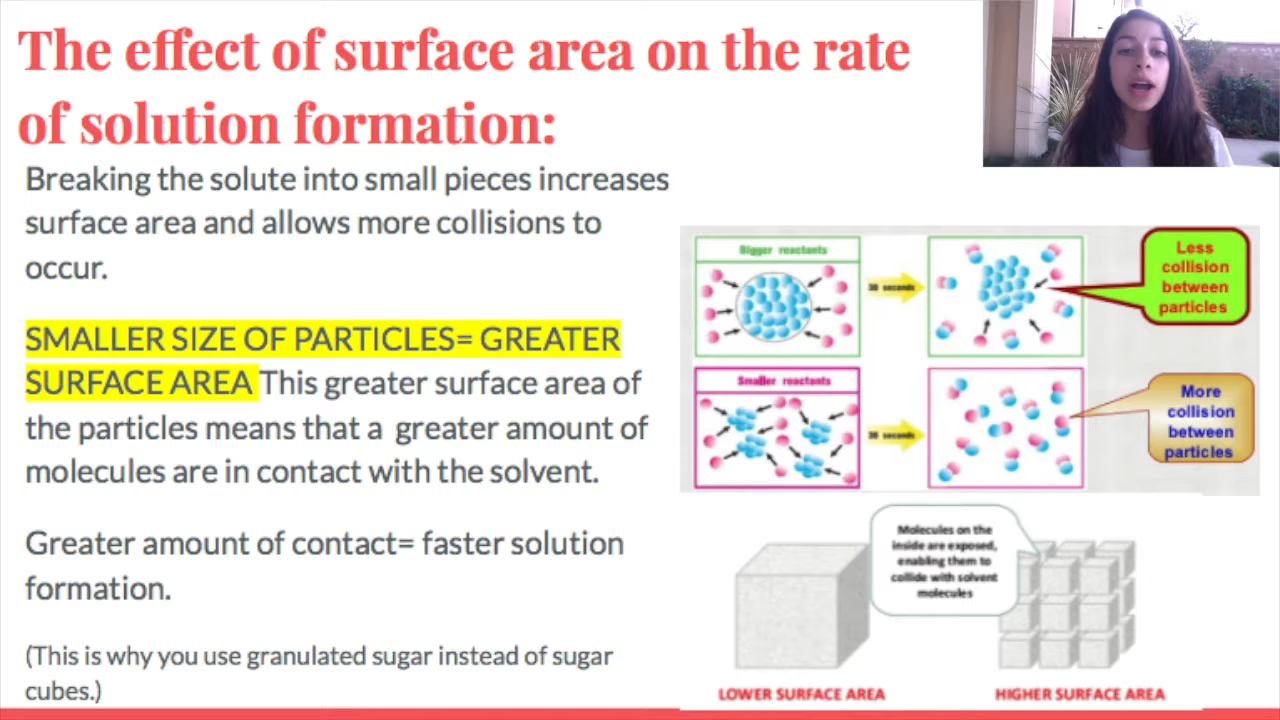 The effect of surface area on the rate
of solution formation:
Breaking the solute into small pieces increases
surface area and allows more collisions to
occur.
SMALLER SIZE OF PARTICLES= GREATER
SURFACE AREA This greater surface area of
the particles means that a greater amount of
molecules are in contact with the solvent.
Greater amount of contact= faster solution
formation.
(This is why you use granulated sugar instead of sugar
cubes.)
Bigger reactants
30 seconds
Less
collision
between
particles
Smaller reactants
30 seconds
More
collision
between
particles
Molecules on the
inside are exposed,
enabling them to
collide with solvent
molecules
LOWER SURFACE AREA
HIGHER SURFACE AREA